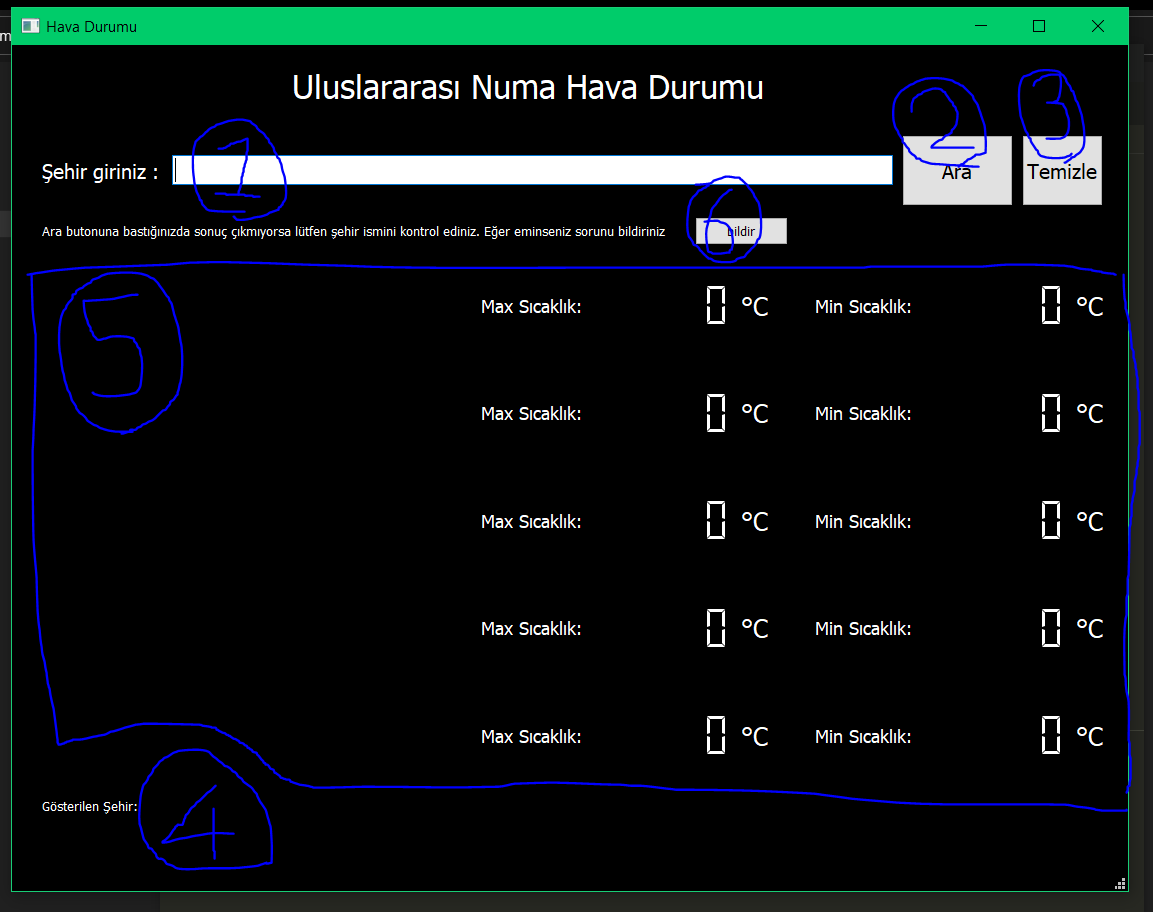 m
Hava Durumu
Uluslararası Numa Hava Durumu
2 3
Şehir giriniz : 1 Ara Temizle
Ara butonuna bastığınızda sonuç çıkmıyorsa lütfen şehir ismini kontrol ediniz. Eğer eminseniz sorunu bildiriniz 6 bildir
5
Max Sıcaklık: 0 °C Min Sıcaklık: 0 °C
Max Sıcaklık: 0 °C Min Sıcaklık: 0 °C
Max Sıcaklık: 0 °C Min Sıcaklık: 0 °C
Max Sıcaklık: 0 °C Min Sıcaklık: 0 °C
Max Sıcaklık: 0 °C Min Sıcaklık: 0 °C
Gösterilen Şehir: 4